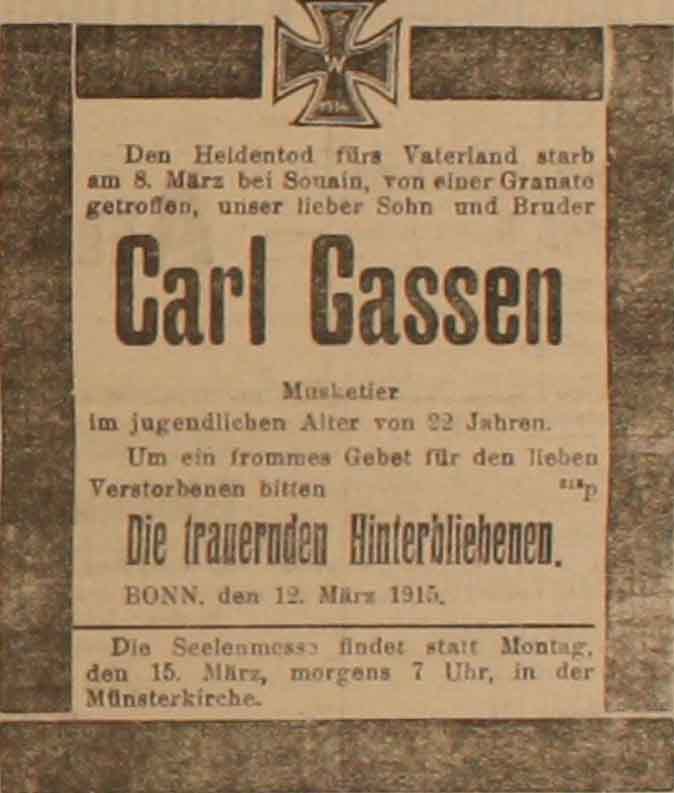 W
1914
Den Heldentod fürs Vaterland starb
am 8. März bei Souain, von einer Granate
getroffen, unser lieber Sohn und Bruder
Carl Gassen
Musketier
im jugendlichen Alter von 22 Jahren.
Um ein frommes Gebet für den lieben
Verstorbenen bitten p
Die trauernden Hinterbliebenen.
BONN, den 12. März 1915.
Die Seelenmesse findet statt Montag,
den 15. März, morgens 7 Uhr, in der
Münsterkirche.